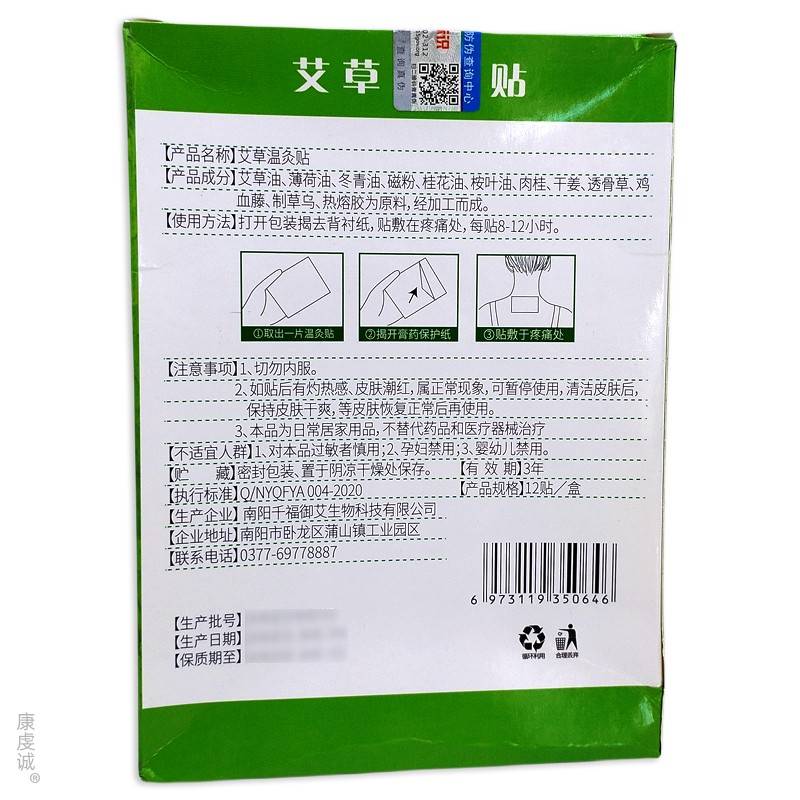 艾草 贴
防伪查询中心
查询真伪
【产品名称】艾草温灸贴
【产品成分】艾草油、薄荷油、冬青油、磁粉、桂花油、桉叶油、肉桂、干姜、透骨草、鸡
血藤、制草乌、热熔胶为原料,经加工而成。
【使用方法】打开包装揭去背衬纸,贴敷在疼痛处,每贴8-12小时。
①取出一片温灸贴
②揭开膏药保护纸
③贴敷于疼痛处
【注意事项】1、切勿内服。
2、如贴后有灼热感、皮肤潮红,属正常现象,可暂停使用,清洁皮肤后,
保持皮肤干爽,等皮肤恢复正常后再使用。
3、本品为日常居家用品,不替代药品和医疗器械治疗
【不适宜人群】1、对本品过敏者慎用;2、孕妇禁用;3、婴幼儿禁用。
【贮 藏】密封包装、置于阴凉干燥处保存。 【有 效 期】3年
【执行标准】Q/NYQFYA 004-2020 【产品规格】12贴／盒
【生产企业】南阳千福御艾生物科技有限公司
【企业地址】南阳市卧龙区蒲山镇工业园区
【联系电话】0377-69778887
6 973119 350646
循环利用 合理丢弃
【生产批号】
【生产日期】
【保质期至】
康虔诚®